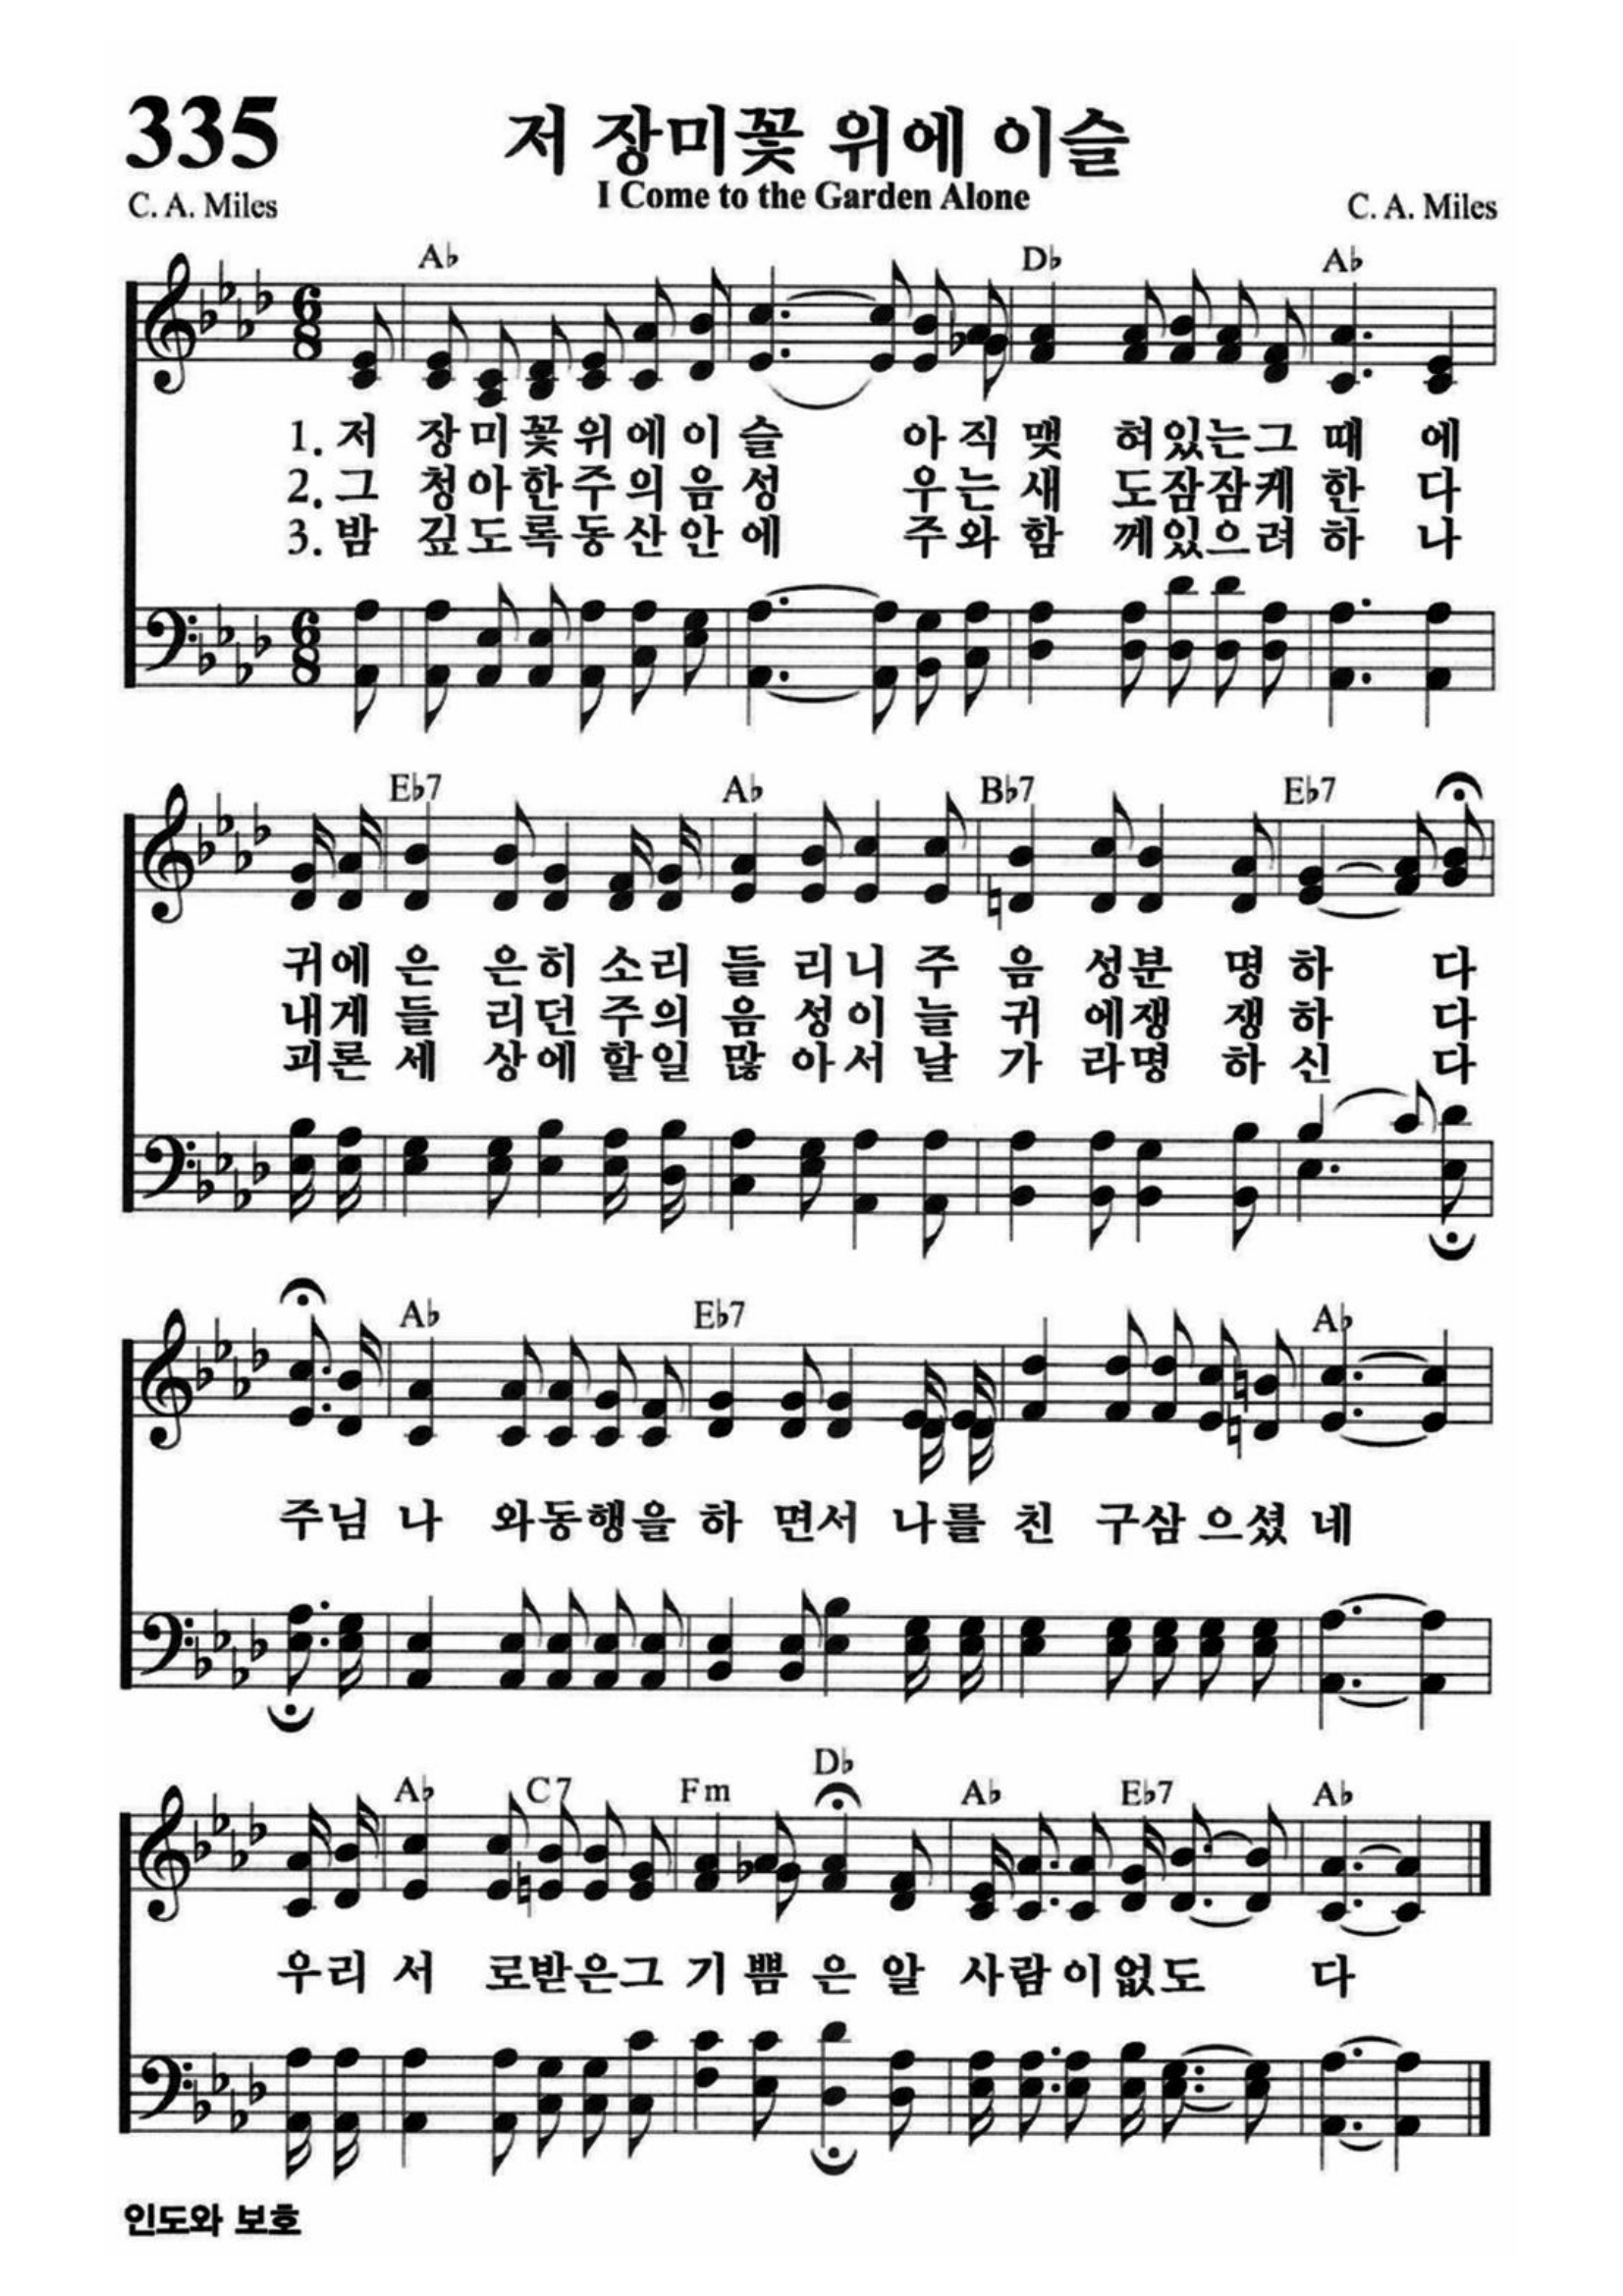 335
저 장미꽃 위에 이슬
I Come to the Garden Alone
C. A. Miles
C. A. Miles
A♭ D♭ A♭
6 8
1. 저 장미꽃위에이슬 아직 맺 혀있는그 때 에
2. 그 청아한주의음성 우는 새 도잠잠케 한 다
3. 밤 깊도록동산안에 주와 함 께있으려 하 나
6 8
E♭7 A♭ B♭7 E♭7
귀에 은 은히 소리 들 리니 주 음 성분 명 하 다
내게 들 리던 주의 음 성이 늘 귀 에쟁 쟁 하 다
괴론 세 상에 할일 많 아서 날 가 라명 하 신 다
A♭ E♭7 A♭
주님 나 와동행을 하 면서 나를 친 구삼 으셨 네
D♭
A♭ C7 Fm A♭ E♭7 A♭
우리 서 로받은그 기 쁨 은 알 사람이없도 다
인도와 보호